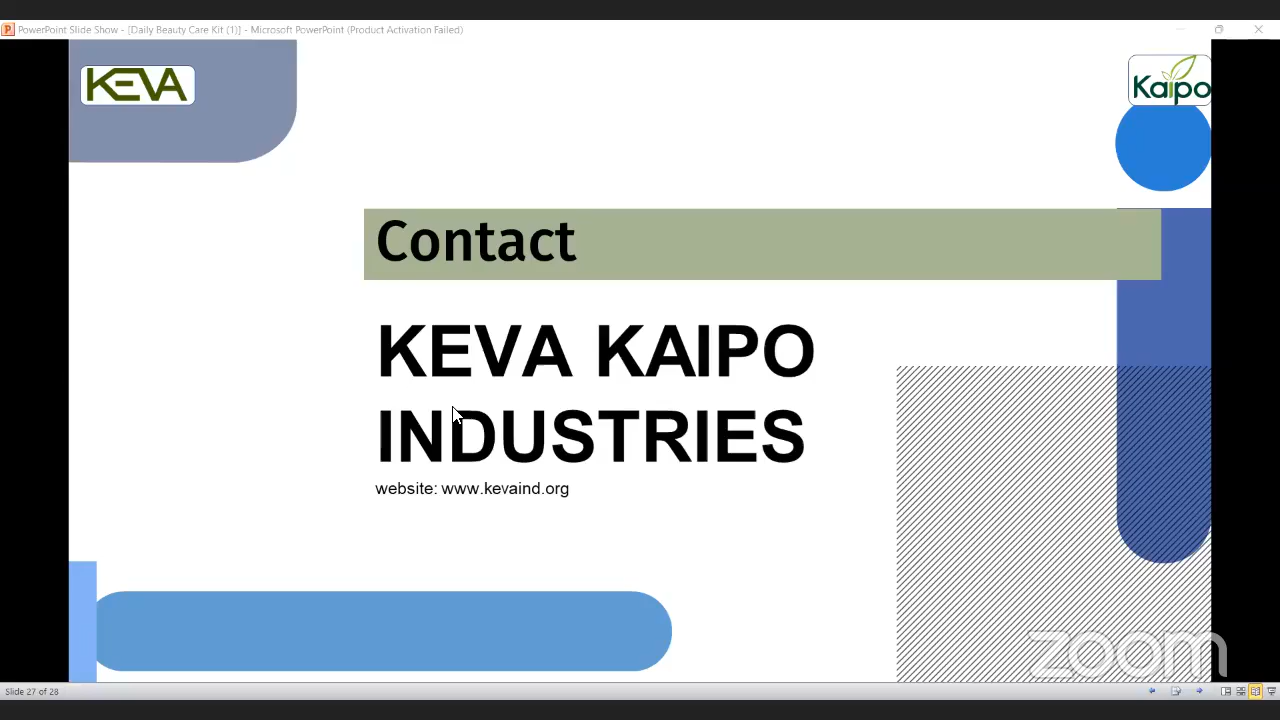 PowerPoint Slide Show - [Daily Beauty Care Kit (1)] - Microsoft PowerPoint (Product Activation Failed)
KEVA
Kaipo
Contact
KEVA KAIPO
INDUSTRIES
website: www.kevaind.org
zoom
Slide 27 of 28